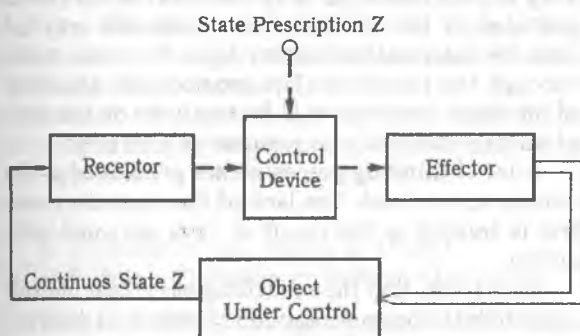 State Prescription Z
Receptor
Control
Device
Effector
Continuos State Z
Object
Under Control